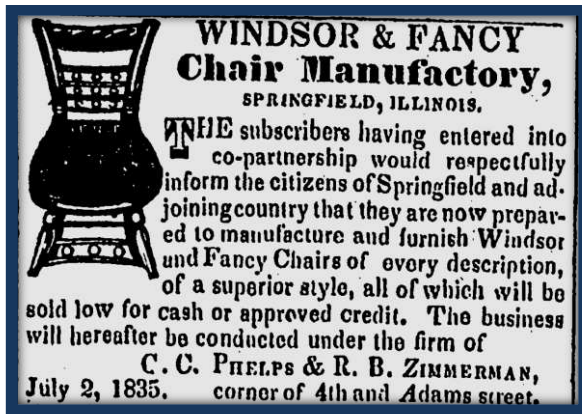 WINDSOR & FANCY
Chair Manufactory,
SPRINGFIELD, ILLINOIS.
THE subscribers having entered into
co-partnership would respectfully
inform the citizens of Springfield and ad-
joining country that they are now prepar-
ed to manufacture and furnish Windsor
and Fancy Chairs of every description,
of a superior style, all of which will be
sold low for cash or approved credit. The business
will hereafter be conducted under the firm of
C. C. PHELPS & R. B. ZIMMERMAN,
July 2, 1835. corner of 4th and Adams street.